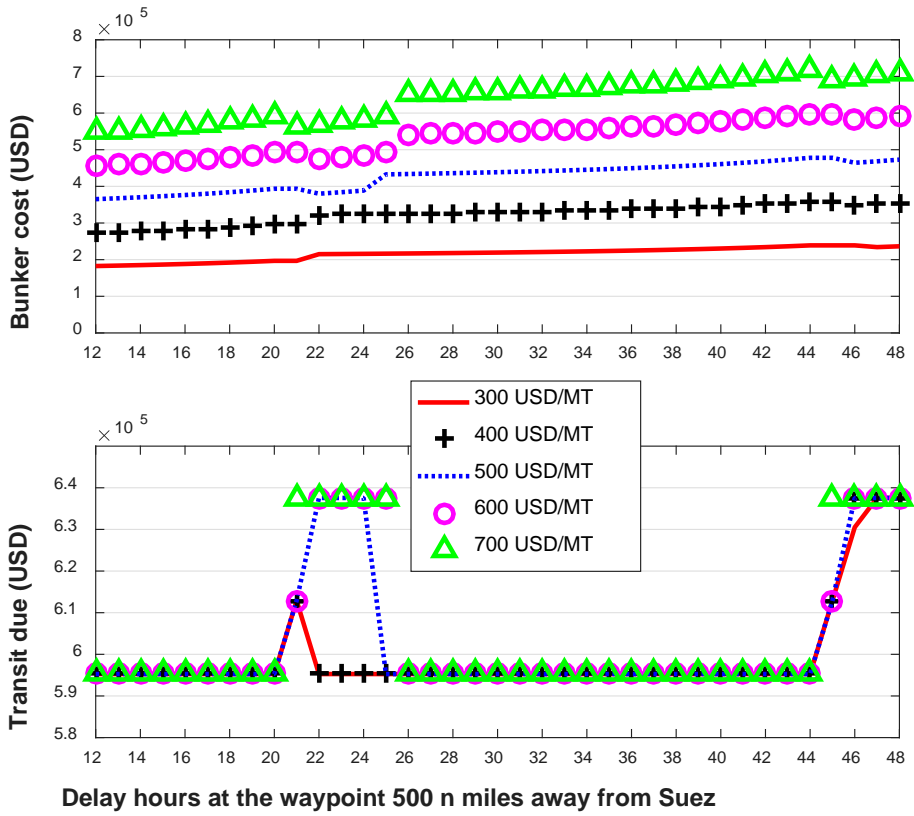 × 10 5
8
7
6
5
4
3
2
1
0
Bunker cost (USD)
12 14 16 18 20 22 24 26 28 30 32 34 36 38 40 42 44 46 48
300 USD/MT
400 USD/MT
500 USD/MT
600 USD/MT
700 USD/MT
× 10 5
6.4
6.3
6.2
6.1
6
5.9
5.8
Transit due (USD)
12 14 16 18 20 22 24 26 28 30 32 34 36 38 40 42 44 46 48
Delay hours at the waypoint 500 n miles away from Suez